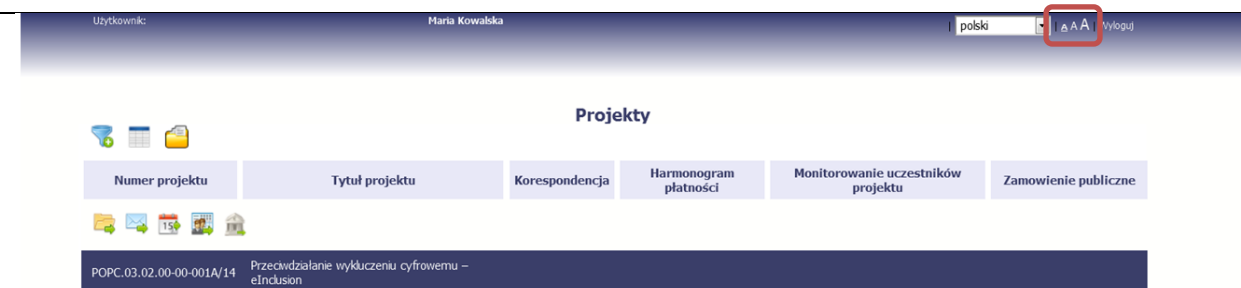 Użytkownik: Maria Kowalska | polski | A A A | Wyloguj
Projekty
Numer projektu Tytuł projektu Korespondencja Harmonogram płatności Monitorowanie uczestników projektu Zamowienie publiczne
15
POPC.03.02.00-00-001A/14 Przeciwdziałanie wykluczeniu cyfrowemu –
eInclusion